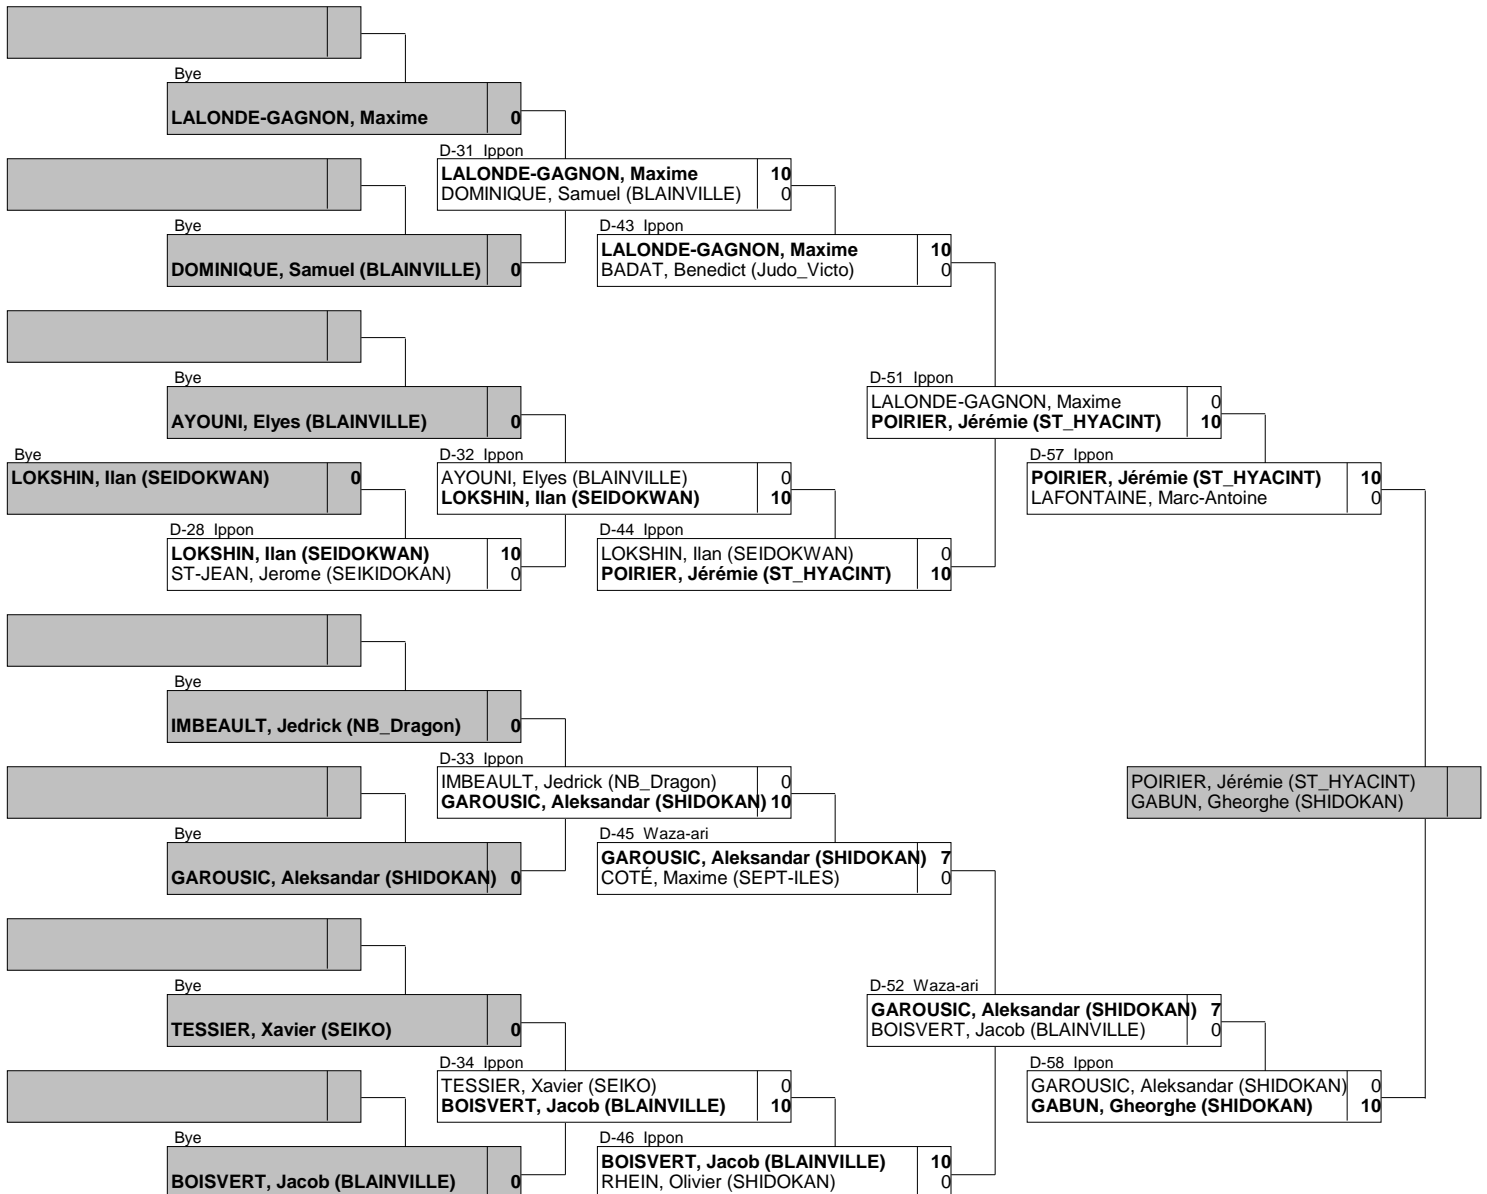 Bye
LALONDE-GAGNON, Maxime 0
D-31 Ippon
LALONDE-GAGNON, Maxime 10
DOMINIQUE, Samuel (BLAINVILLE) 0
Bye
DOMINIQUE, Samuel (BLAINVILLE) 0
D-43 Ippon
LALONDE-GAGNON, Maxime 10
BADAT, Benedict (Judo_Victo) 0
Bye
AYOUNI, Elyes (BLAINVILLE) 0
D-51 Ippon
LALONDE-GAGNON, Maxime 0
POIRIER, Jérémie (ST_HYACINT) 10
Bye
LOKSHIN, Ilan (SEIDOKWAN) 0
D-32 Ippon
AYOUNI, Elyes (BLAINVILLE) 0
LOKSHIN, Ilan (SEIDOKWAN) 10
D-57 Ippon
POIRIER, Jérémie (ST_HYACINT) 10
LAFONTAINE, Marc-Antoine 0
D-28 Ippon
LOKSHIN, Ilan (SEIDOKWAN) 10
ST-JEAN, Jerome (SEIKIDOKAN) 0
D-44 Ippon
LOKSHIN, Ilan (SEIDOKWAN) 0
POIRIER, Jérémie (ST_HYACINT) 10
Bye
IMBEAULT, Jedrick (NB_Dragon) 0
D-33 Ippon
IMBEAULT, Jedrick (NB_Dragon) 0
GAROUSIC, Aleksandar (SHIDOKAN) 10
POIRIER, Jérémie (ST_HYACINT)
GABUN, Gheorghe (SHIDOKAN)
Bye
GAROUSIC, Aleksandar (SHIDOKAN) 0
D-45 Waza-ari
GAROUSIC, Aleksandar (SHIDOKAN) 7
COTÉ, Maxime (SEPT-ILES) 0
Bye
TESSIER, Xavier (SEIKO) 0
D-52 Waza-ari
GAROUSIC, Aleksandar (SHIDOKAN) 7
BOISVERT, Jacob (BLAINVILLE) 0
D-34 Ippon
TESSIER, Xavier (SEIKO) 0
BOISVERT, Jacob (BLAINVILLE) 10
D-58 Ippon
GAROUSIC, Aleksandar (SHIDOKAN) 0
GABUN, Gheorghe (SHIDOKAN) 10
Bye
BOISVERT, Jacob (BLAINVILLE) 0
D-46 Ippon
BOISVERT, Jacob (BLAINVILLE) 10
RHEIN, Olivier (SHIDOKAN) 0